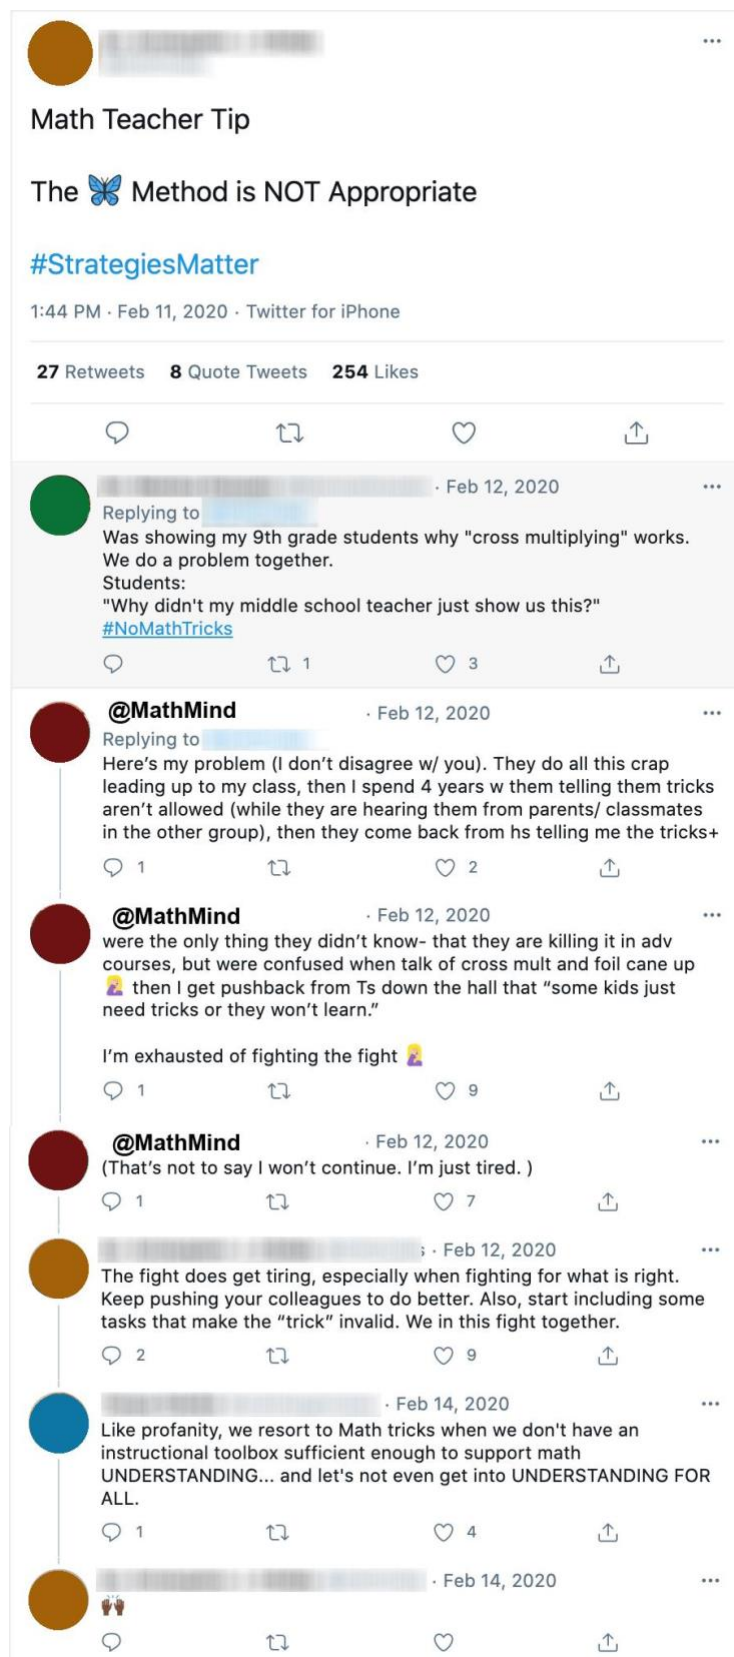 Math Teacher Tip
The 🦋 Method is NOT Appropriate
#StrategiesMatter
1:44 PM · Feb 11, 2020 · Twitter for iPhone
27 Retweets 8 Quote Tweets 254 Likes
· Feb 12, 2020
Replying to
Was showing my 9th grade students why "cross multiplying" works.
We do a problem together.
Students:
"Why didn't my middle school teacher just show us this?"
#NoMathTricks
1 3
@MathMind · Feb 12, 2020
Replying to
Here's my problem (I don't disagree w/ you). They do all this crap
leading up to my class, then I spend 4 years w them telling them tricks
aren't allowed (while they are hearing them from parents/ classmates
in the other group), then they come back from hs telling me the tricks+
1 2
@MathMind · Feb 12, 2020
were the only thing they didn't know- that they are killing it in adv
courses, but were confused when talk of cross mult and foil cane up
🤦🏼‍♀️ then I get pushback from Ts down the hall that "some kids just
need tricks or they won't learn."
I'm exhausted of fighting the fight 🤦🏼‍♀️
1 9
@MathMind · Feb 12, 2020
(That's not to say I won't continue. I'm just tired. )
1 7
· Feb 12, 2020
The fight does get tiring, especially when fighting for what is right.
Keep pushing your colleagues to do better. Also, start including some
tasks that make the "trick" invalid. We in this fight together.
2 9
· Feb 14, 2020
Like profanity, we resort to Math tricks when we don't have an
instructional toolbox sufficient enough to support math
UNDERSTANDING... and let's not even get into UNDERSTANDING FOR
ALL.
1 4
· Feb 14, 2020
🙌🏾